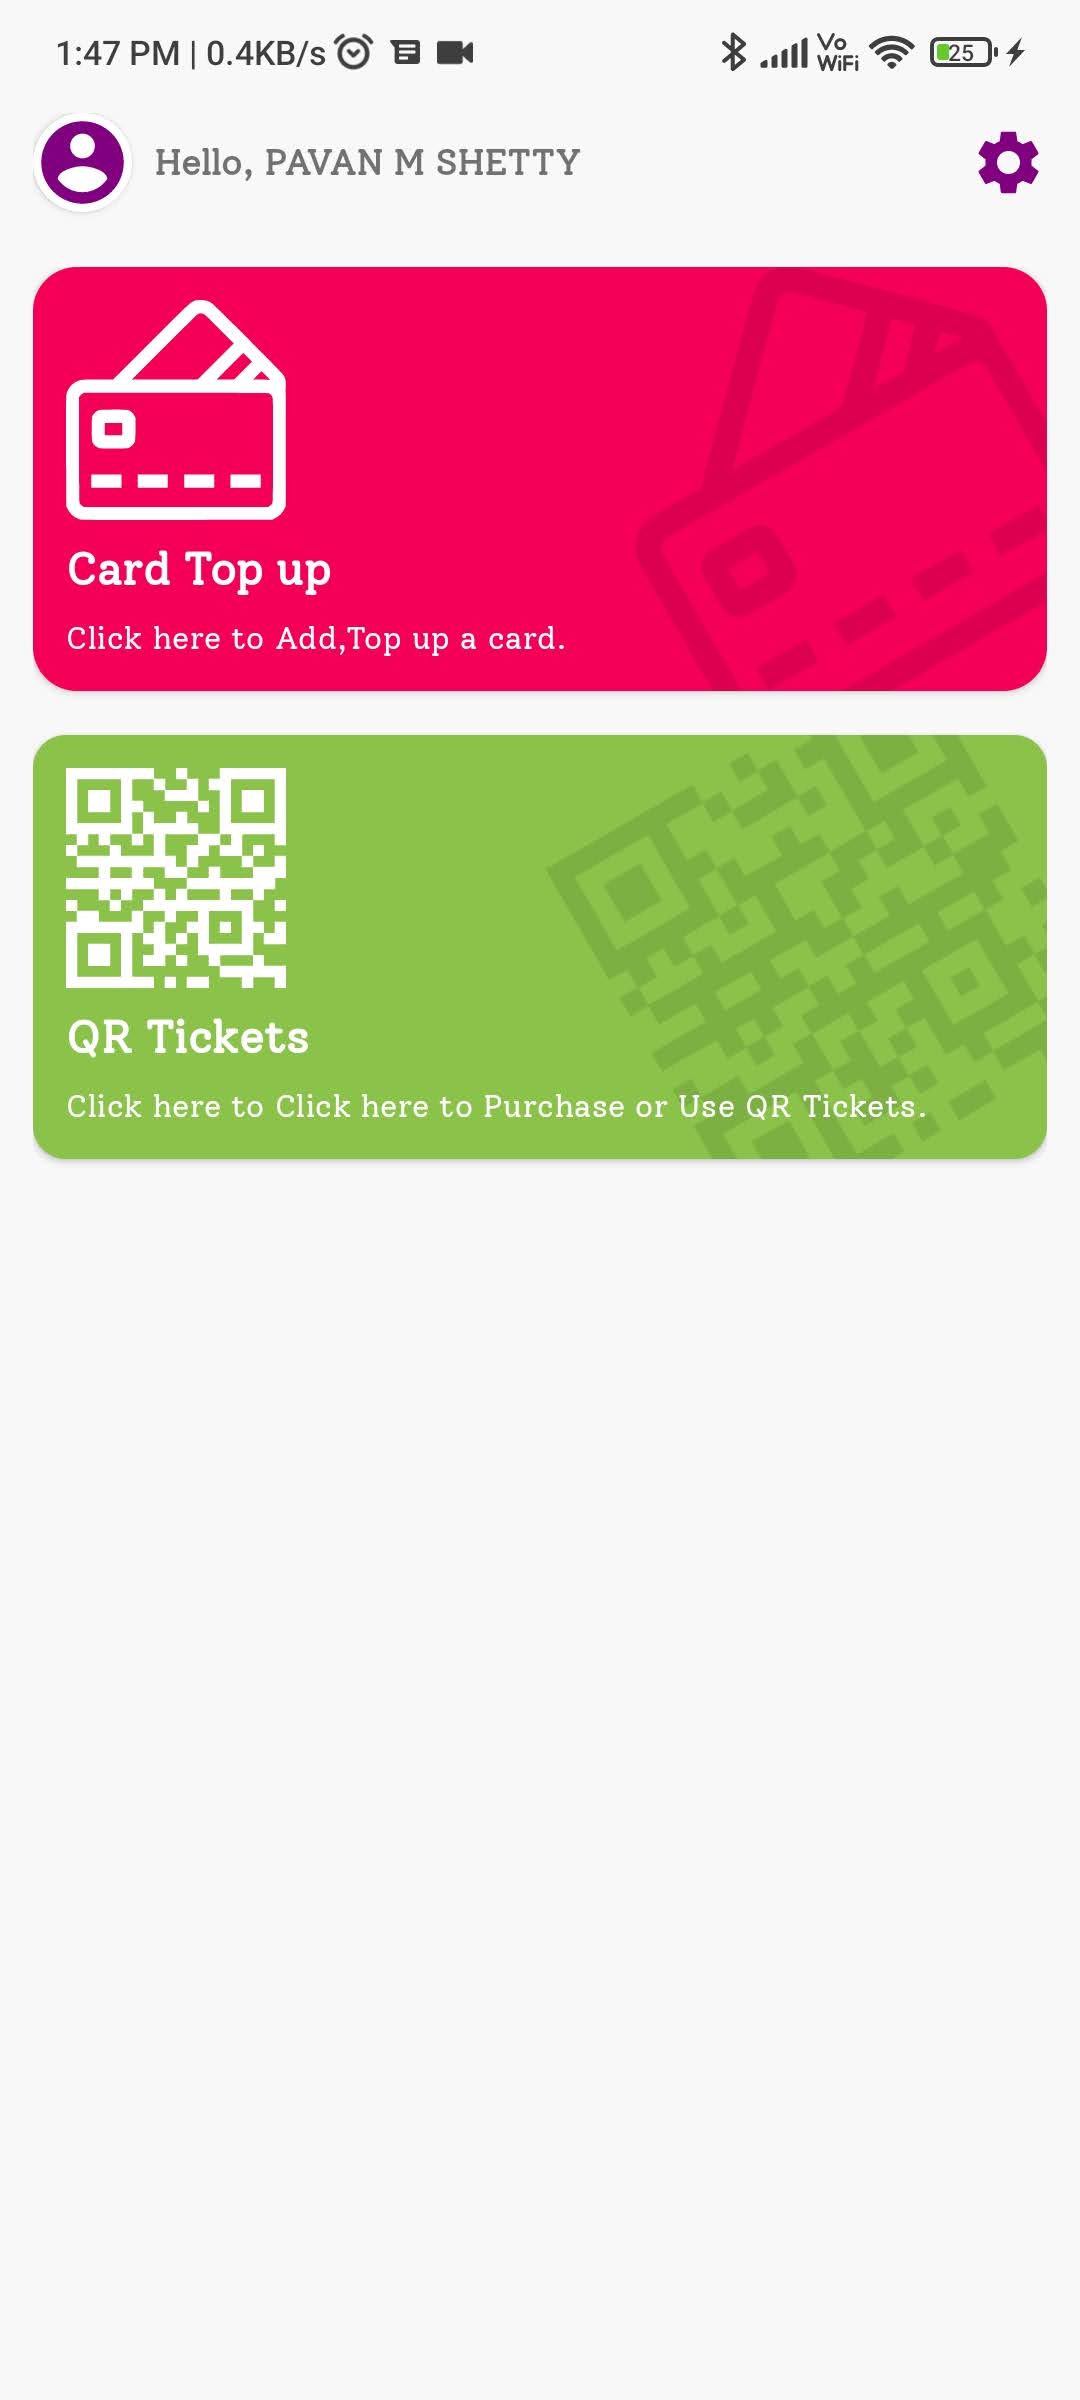 1:47 PM | 0.4KB/s Vo WiFi 25
Hello, PAVAN M SHETTY
Card Top up
Click here to Add,Top up a card.
QR Tickets
Click here to Click here to Purchase or Use QR Tickets.